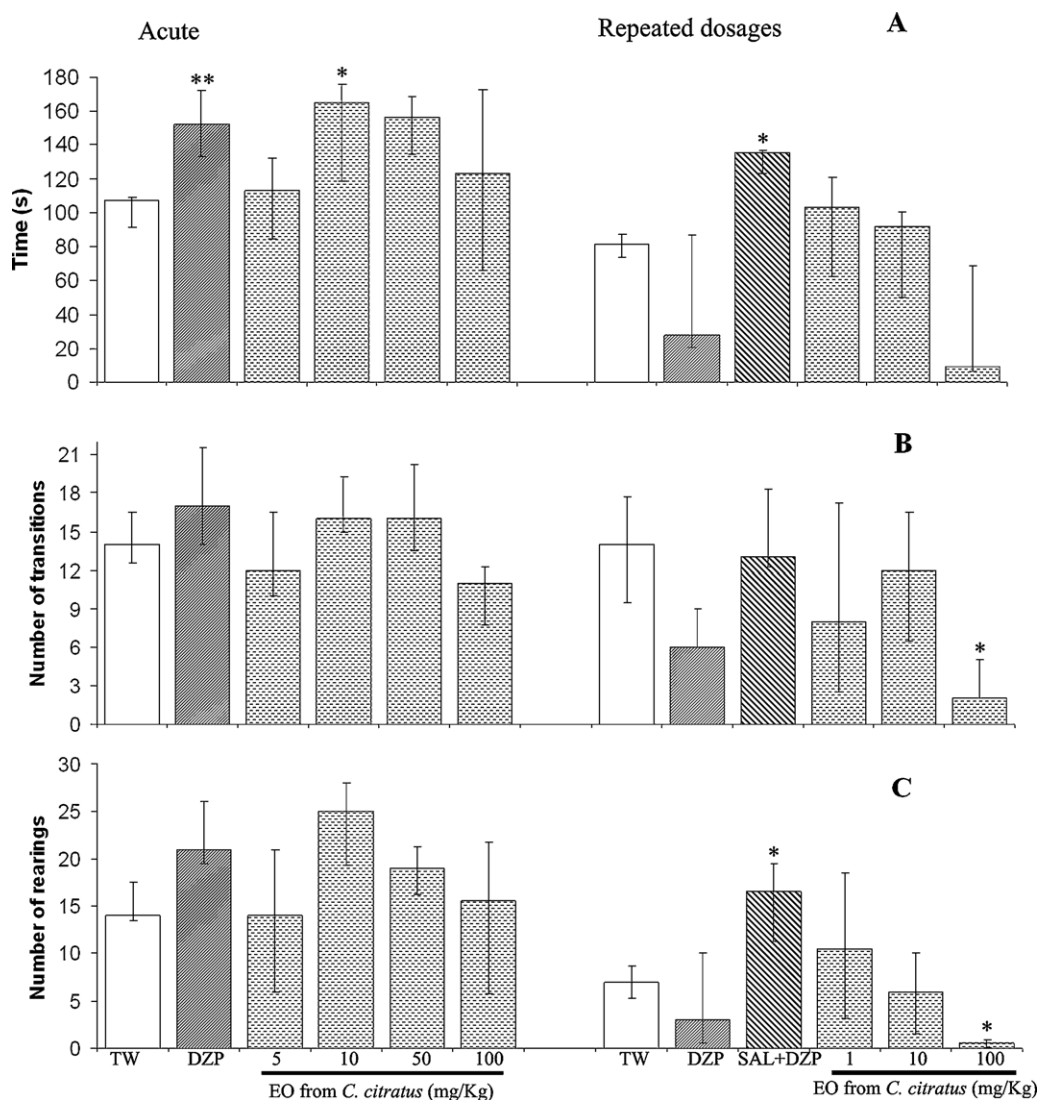 Acute
Repeated dosages
A
** * *
Time (s)
180
160
140
120
100
80
60
40
20
0
B
*
Number of transitions
21
18
15
12
9
6
3
0
C
* *
Number of rearings
30
25
20
15
10
5
0
TW DZP 5 10 50 100 TW DZP SAL+DZP 1 10 100
EO from C. citratus (mg/Kg) EO from C. citratus (mg/Kg)